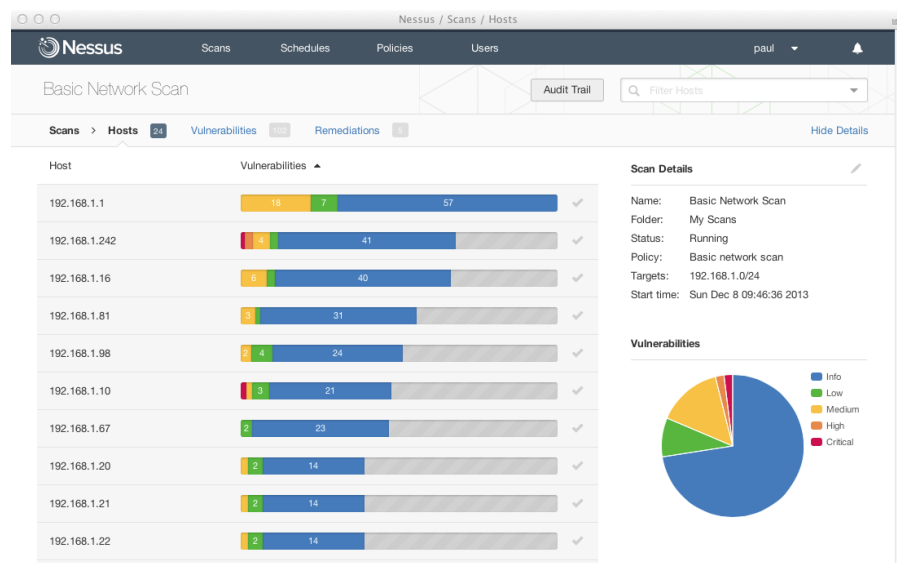 Nessus / Scans / Hosts
Nessus Scans Schedules Policies Users paul
Basic Network Scan Audit Trail Filter Hosts
Scans > Hosts 24 Vulnerabilities 102 Remediations 5 Hide Details
Host Vulnerabilities
192.168.1.1 18 7 57
192.168.1.242 4 41
192.168.1.16 6 40
192.168.1.81 3 31
192.168.1.98 2 4 24
192.168.1.10 3 21
192.168.1.67 2 23
192.168.1.20 2 14
192.168.1.21 2 14
192.168.1.22 2 14
Scan Details
Name: Basic Network Scan
Folder: My Scans
Status: Running
Policy: Basic network scan
Targets: 192.168.1.0/24
Start time: Sun Dec 8 09:46:36 2013
Vulnerabilities
Info
Low
Medium
High
Critical